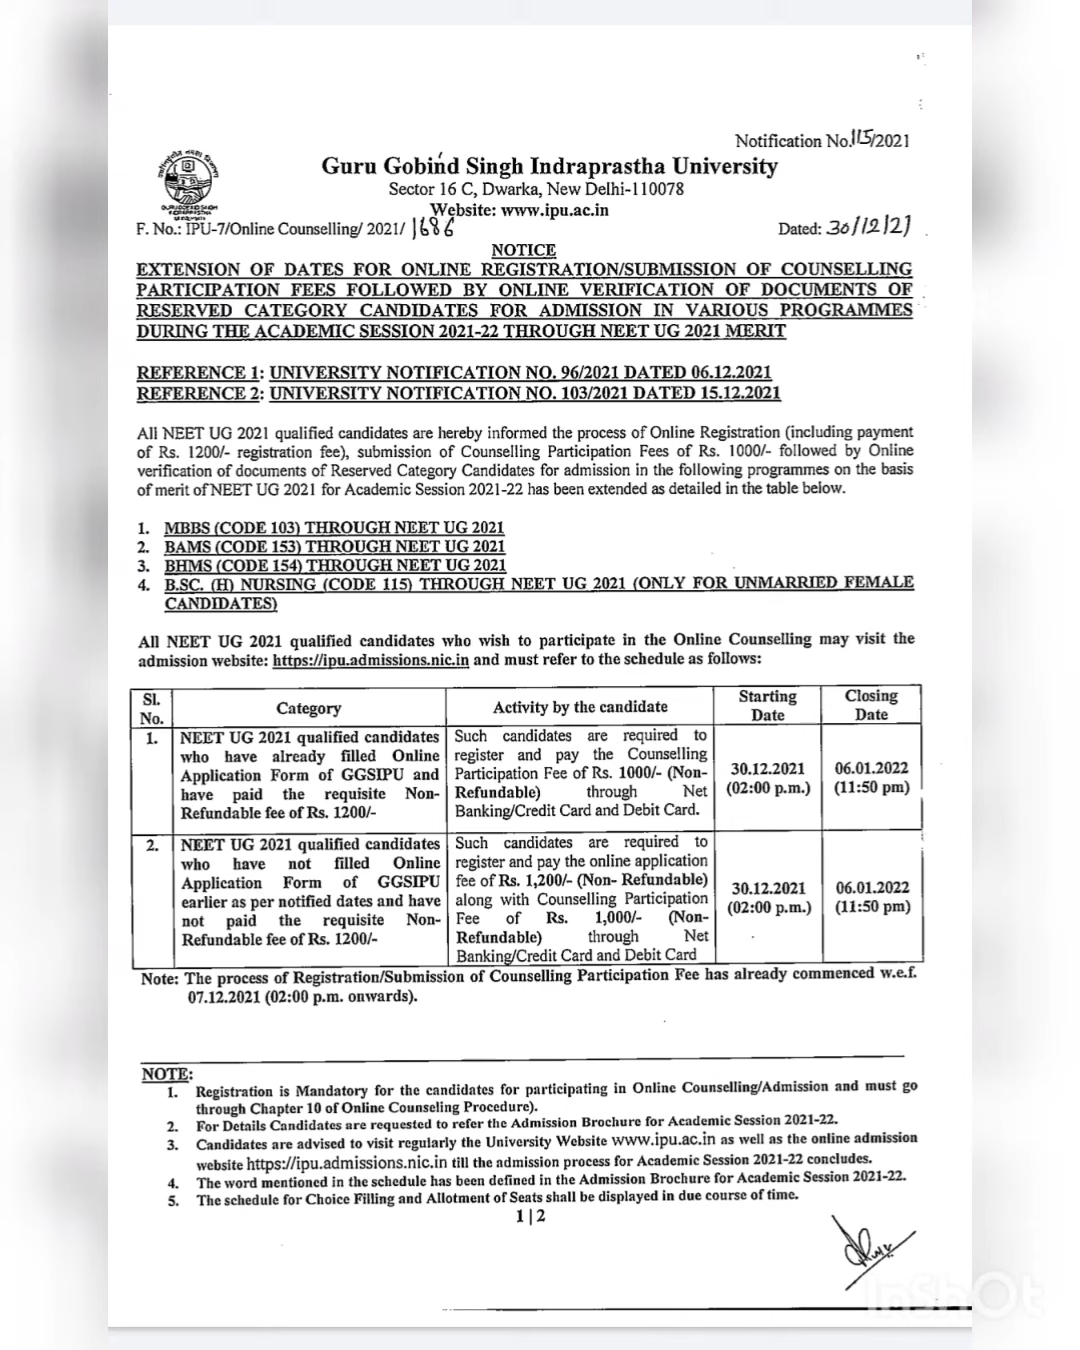 Notification No.115/2021
Guru Gobind Singh Indraprastha University
Sector 16 C, Dwarka, New Delhi-110078
Website: www.ipu.ac.in
F. No.: IPU-7/Online Counselling/ 2021/ 1686
Dated: 30/12/21
NOTICE
EXTENSION OF DATES FOR ONLINE REGISTRATION/SUBMISSION OF COUNSELLING
PARTICIPATION FEES FOLLOWED BY ONLINE VERIFICATION OF DOCUMENTS OF
RESERVED CATEGORY CANDIDATES FOR ADMISSION IN VARIOUS PROGRAMMES
DURING THE ACADEMIC SESSION 2021-22 THROUGH NEET UG 2021 MERIT
REFERENCE 1: UNIVERSITY NOTIFICATION NO. 96/2021 DATED 06.12.2021
REFERENCE 2: UNIVERSITY NOTIFICATION NO. 103/2021 DATED 15.12.2021
All NEET UG 2021 qualified candidates are hereby informed the process of Online Registration (including payment
of Rs. 1200/- registration fee), submission of Counselling Participation Fees of Rs. 1000/- followed by Online
verification of documents of Reserved Category Candidates for admission in the following programmes on the basis
of merit of NEET UG 2021 for Academic Session 2021-22 has been extended as detailed in the table below.
1. MBBS (CODE 103) THROUGH NEET UG 2021
2. BAMS (CODE 153) THROUGH NEET UG 2021
3. BHMS (CODE 154) THROUGH NEET UG 2021
4. B.SC. (H) NURSING (CODE 115) THROUGH NEET UG 2021 (ONLY FOR UNMARRIED FEMALE
CANDIDATES)
All NEET UG 2021 qualified candidates who wish to participate in the Online Counselling may visit the
admission website: https://ipu.admissions.nic.in and must refer to the schedule as follows:
Sl.
No.
Category
Activity by the candidate
Starting
Date
Closing
Date
1.
NEET UG 2021 qualified candidates
who have already filled Online
Application Form of GGSIPU and
have paid the requisite Non-
Refundable fee of Rs. 1200/-
Such candidates are required to
register and pay the Counselling
Participation Fee of Rs. 1000/- (Non-
Refundable) through Net
Banking/Credit Card and Debit Card.
30.12.2021
(02:00 p.m.)
06.01.2022
(11:50 pm)
2.
NEET UG 2021 qualified candidates
who have not filled Online
Application Form of GGSIPU
earlier as per notified dates and have
not paid the requisite Non-
Refundable fee of Rs. 1200/-
Such candidates are required to
register and pay the online application
fee of Rs. 1,200/- (Non- Refundable)
along with Counselling Participation
Fee of Rs. 1,000/- (Non-
Refundable) through Net
Banking/Credit Card and Debit Card
30.12.2021
(02:00 p.m.)
06.01.2022
(11:50 pm)
Note: The process of Registration/Submission of Counselling Participation Fee has already commenced w.e.f.
07.12.2021 (02:00 p.m. onwards).
NOTE:
1. Registration is Mandatory for the candidates for participating in Online Counselling/Admission and must go
through Chapter 10 of Online Counseling Procedure).
2. For Details Candidates are requested to refer the Admission Brochure for Academic Session 2021-22.
3. Candidates are advised to visit regularly the University Website www.ipu.ac.in as well as the online admission
website https://ipu.admissions.nic.in till the admission process for Academic Session 2021-22 concludes.
4. The word mentioned in the schedule has been defined in the Admission Brochure for Academic Session 2021-22.
5. The schedule for Choice Filling and Allotment of Seats shall be displayed in due course of time.
1|2
InShOt